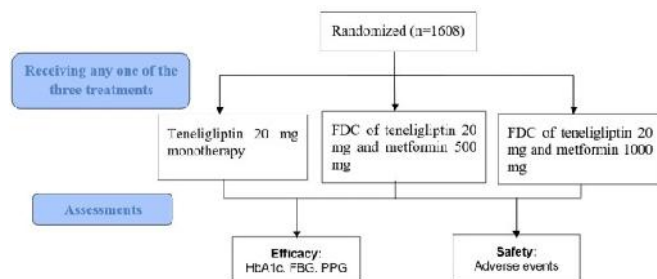 Randomized (n=1608)
Receiving any one of the
three treatments
Teneligliptin 20 mg
monotherapy
FDC of teneligliptin 20
mg and metformin 500
mg
FDC of teneligliptin 20
mg and metformin 1000
mg
Assessments
Efficacy:
HbA1c, FBG, PPG
Safety:
Adverse events